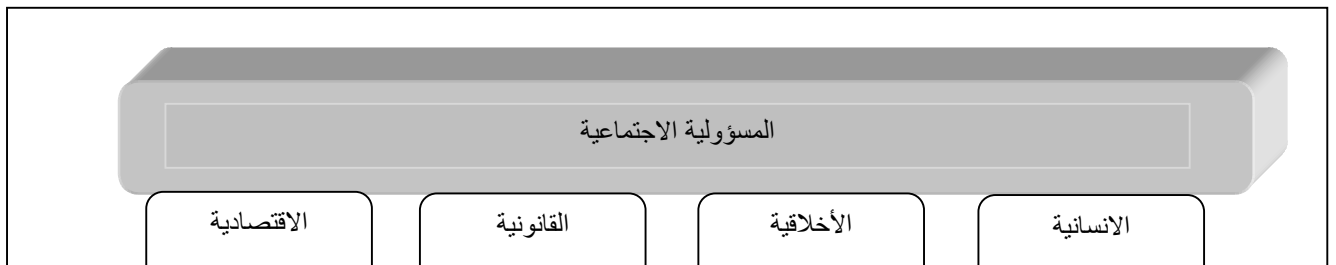 المسؤولية الاجتماعية
الانسانية
الأخلاقية
القانونية
الاقتصادية